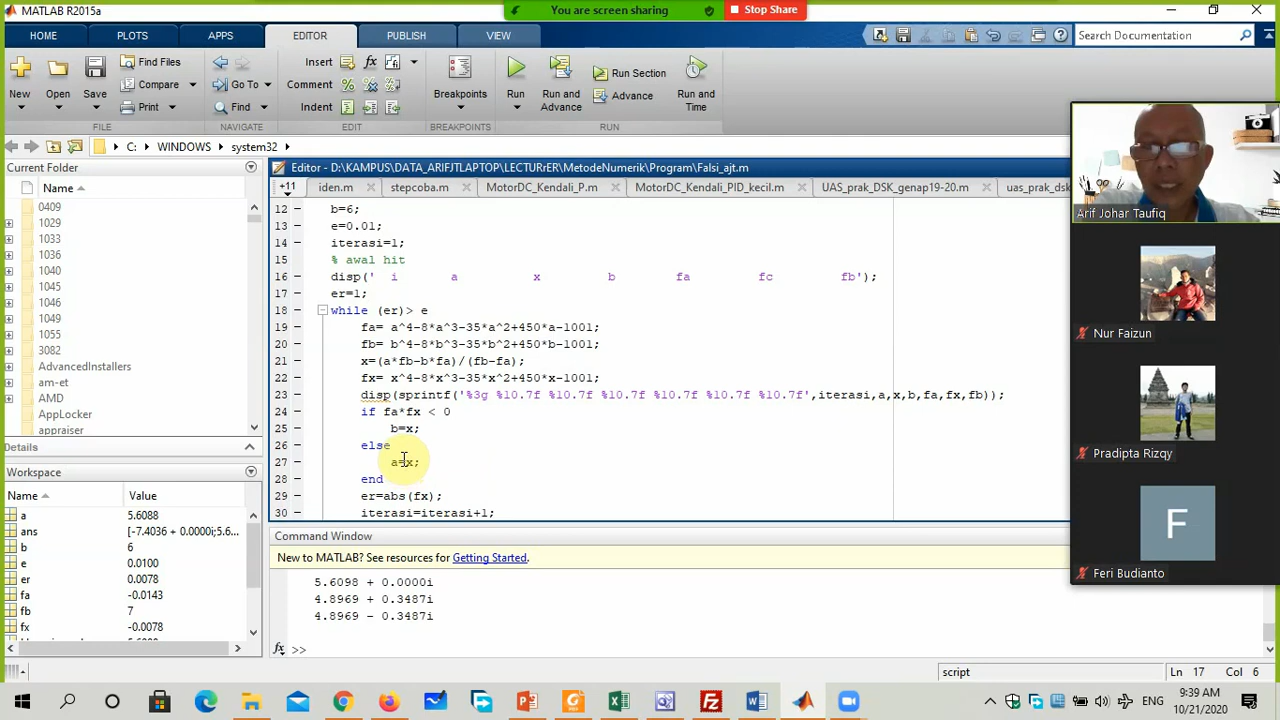 MATLAB R2015a
You are screen sharing
Stop Share
HOME
PLOTS
APPS
EDITOR
PUBLISH
VIEW
Search Documentation
New
Open
Save
Find Files
Compare
Print
Go To
Find
Insert
Comment
Indent
Breakpoints
Run
Run and Advance
Run Section
Advance
Run and Time
FILE
NAVIGATE
EDIT
BREAKPOINTS
RUN
C:
WINDOWS
system32
Current Folder
Name
0409
1029
1033
1036
1040
1045
1046
1049
1055
3082
AdvancedInstallers
am-et
AMD
AppLocker
appraiser
Details
Workspace
Name Value
a 5.6088
ans [-7.4036 + 0.0000i;5.6...
b 6
e 0.0100
er 0.0078
fa -0.0143
fb 7
fx -0.0078
Editor - D:\KAMPUS\DATA_ARIFJTLAPTOP\LECTURrER\MetodeNumerik\Program\Falsi_ajt.m
+11
iden.m
stepcoba.m
MotorDC_Kendali_P.m
MotorDC_Kendali_PID_kecil.m
UAS_prak_DSK_genap19-20.m
uas_prak_dsk
12 b=6;
13 e=0.01;
14 iterasi=1;
15 % awal hit
16 disp(' i a x b fa fc fb');
17 er=1;
18 while (er)> e
19 fa= a^4-8*a^3-35*a^2+450*a-1001;
20 fb= b^4-8*b^3-35*b^2+450*b-1001;
21 x=(a*fb-b*fa)/(fb-fa);
22 fx= x^4-8*x^3-35*x^2+450*x-1001;
23 disp(sprintf('%3g %10.7f %10.7f %10.7f %10.7f %10.7f %10.7f',iterasi,a,x,b,fa,fx,fb));
24 if fa*fx < 0
25 b=x;
26 else
27 a=x;
28 end
29 er=abs(fx);
30 iterasi=iterasi+1;
Command Window
New to MATLAB? See resources for Getting Started.
5.6098 + 0.0000i
4.8969 + 0.3487i
4.8969 - 0.3487i
fx >>
Arif Johar Taufiq
Nur Faizun
Pradipta Rizqy
F
Feri Budianto
script
Ln 17 Col 6
ENG
9:39 AM
10/21/2020